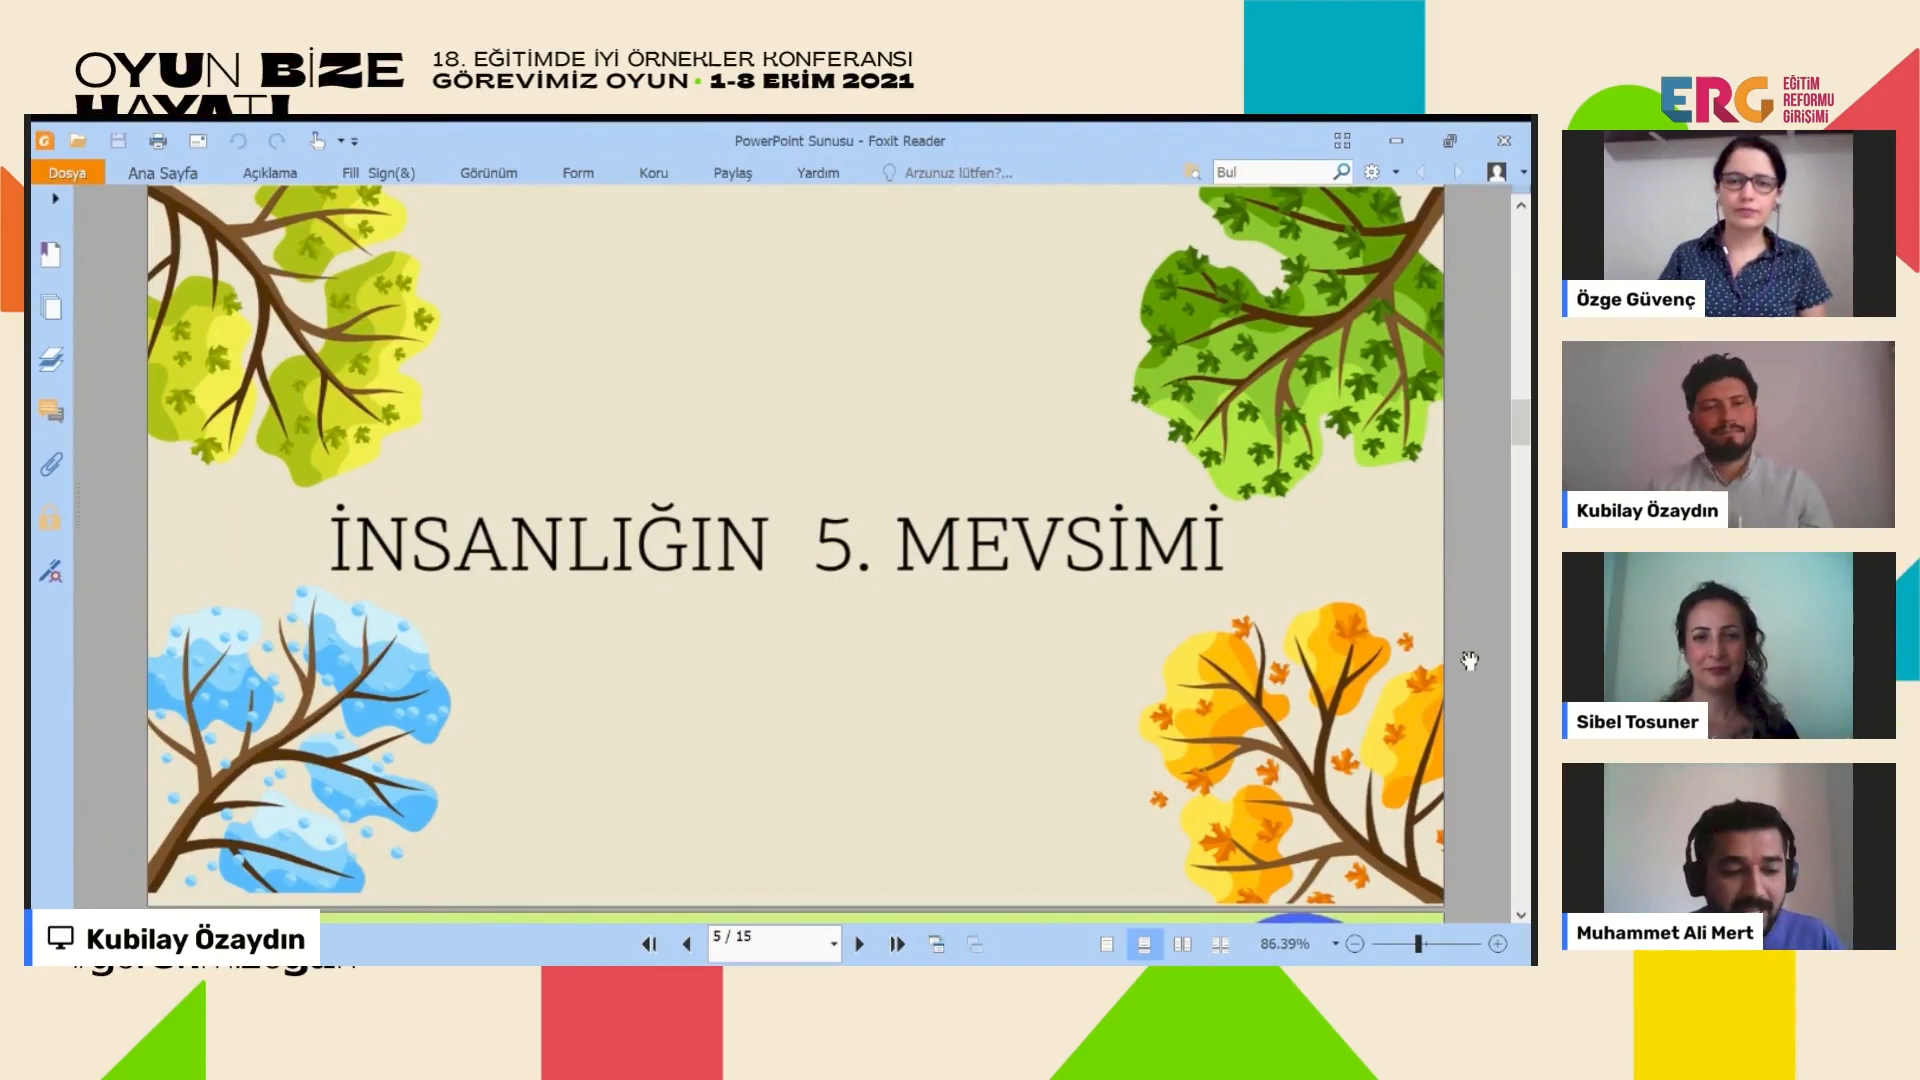 OYUN BİZE
HAYATI
18. EĞİTİMDE İYİ ÖRNEKLER KONFERANSI
GÖREVİMİZ OYUN • 1-8 EKİM 2021
ERG EĞİTİM
REFORMU
GİRİŞİMİ
PowerPoint Sunusu - Foxit Reader
Dosya Ana Sayfa Açıklama Fill Sign(&) Görünüm Form Koru Paylaş Yardım Arzunuz lütfen?... Bul
İNSANLIĞIN 5. MEVSİMİ
Özge Güvenç
Kubilay Özaydın
Sibel Tosuner
Muhammet Ali Mert
Kubilay Özaydın
5 / 15
86.39%